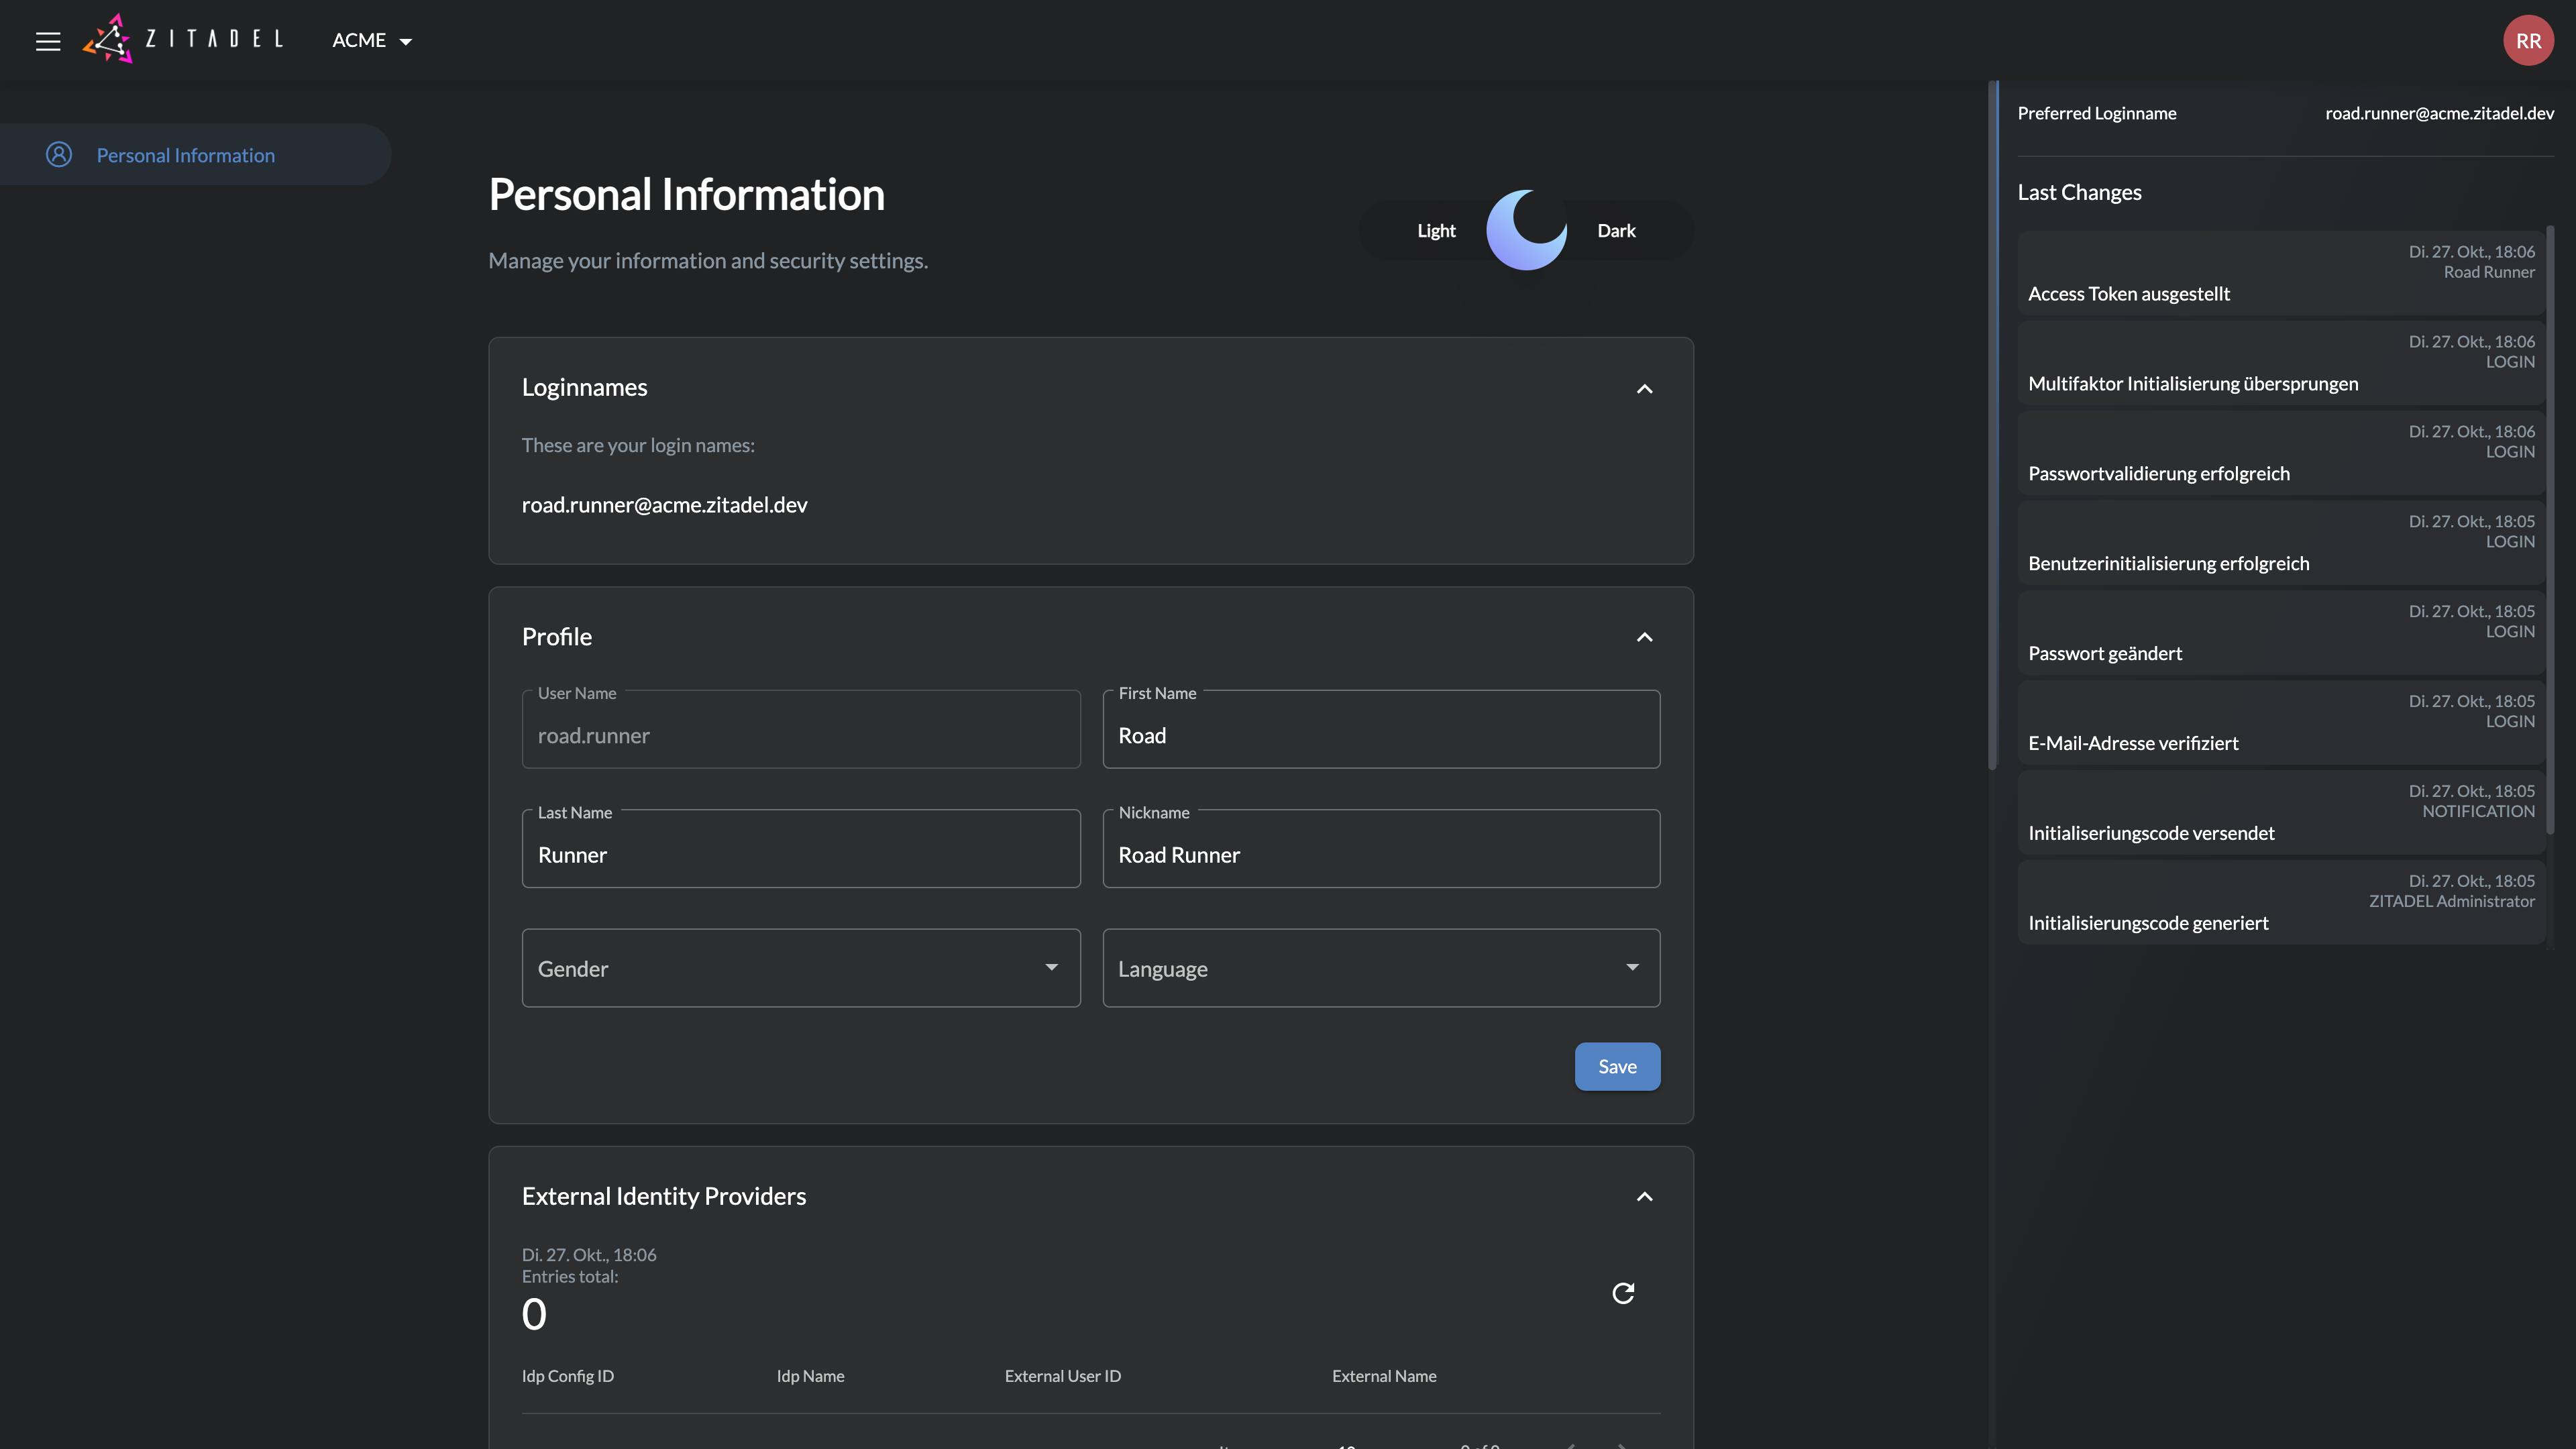 ZITADEL
ACME
RR
Personal Information
Personal Information
Manage your information and security settings.
Light
Dark
Loginnames
These are your login names:
road.runner@acme.zitadel.dev
Profile
User Name
road.runner
First Name
Road
Last Name
Runner
Nickname
Road Runner
Gender
Language
Save
External Identity Providers
Di. 27. Okt., 18:06
Entries total:
0
Idp Config ID
Idp Name
External User ID
External Name
Preferred Loginname
road.runner@acme.zitadel.dev
Last Changes
Di. 27. Okt., 18:06
Road Runner
Access Token ausgestellt
Di. 27. Okt., 18:06
LOGIN
Multifaktor Initialisierung übersprungen
Di. 27. Okt., 18:06
LOGIN
Passwortvalidierung erfolgreich
Di. 27. Okt., 18:05
LOGIN
Benutzerinitialisierung erfolgreich
Di. 27. Okt., 18:05
LOGIN
Passwort geändert
Di. 27. Okt., 18:05
LOGIN
E-Mail-Adresse verifiziert
Di. 27. Okt., 18:05
NOTIFICATION
Initialiseriungscode versendet
Di. 27. Okt., 18:05
ZITADEL Administrator
Initialisierungscode generiert